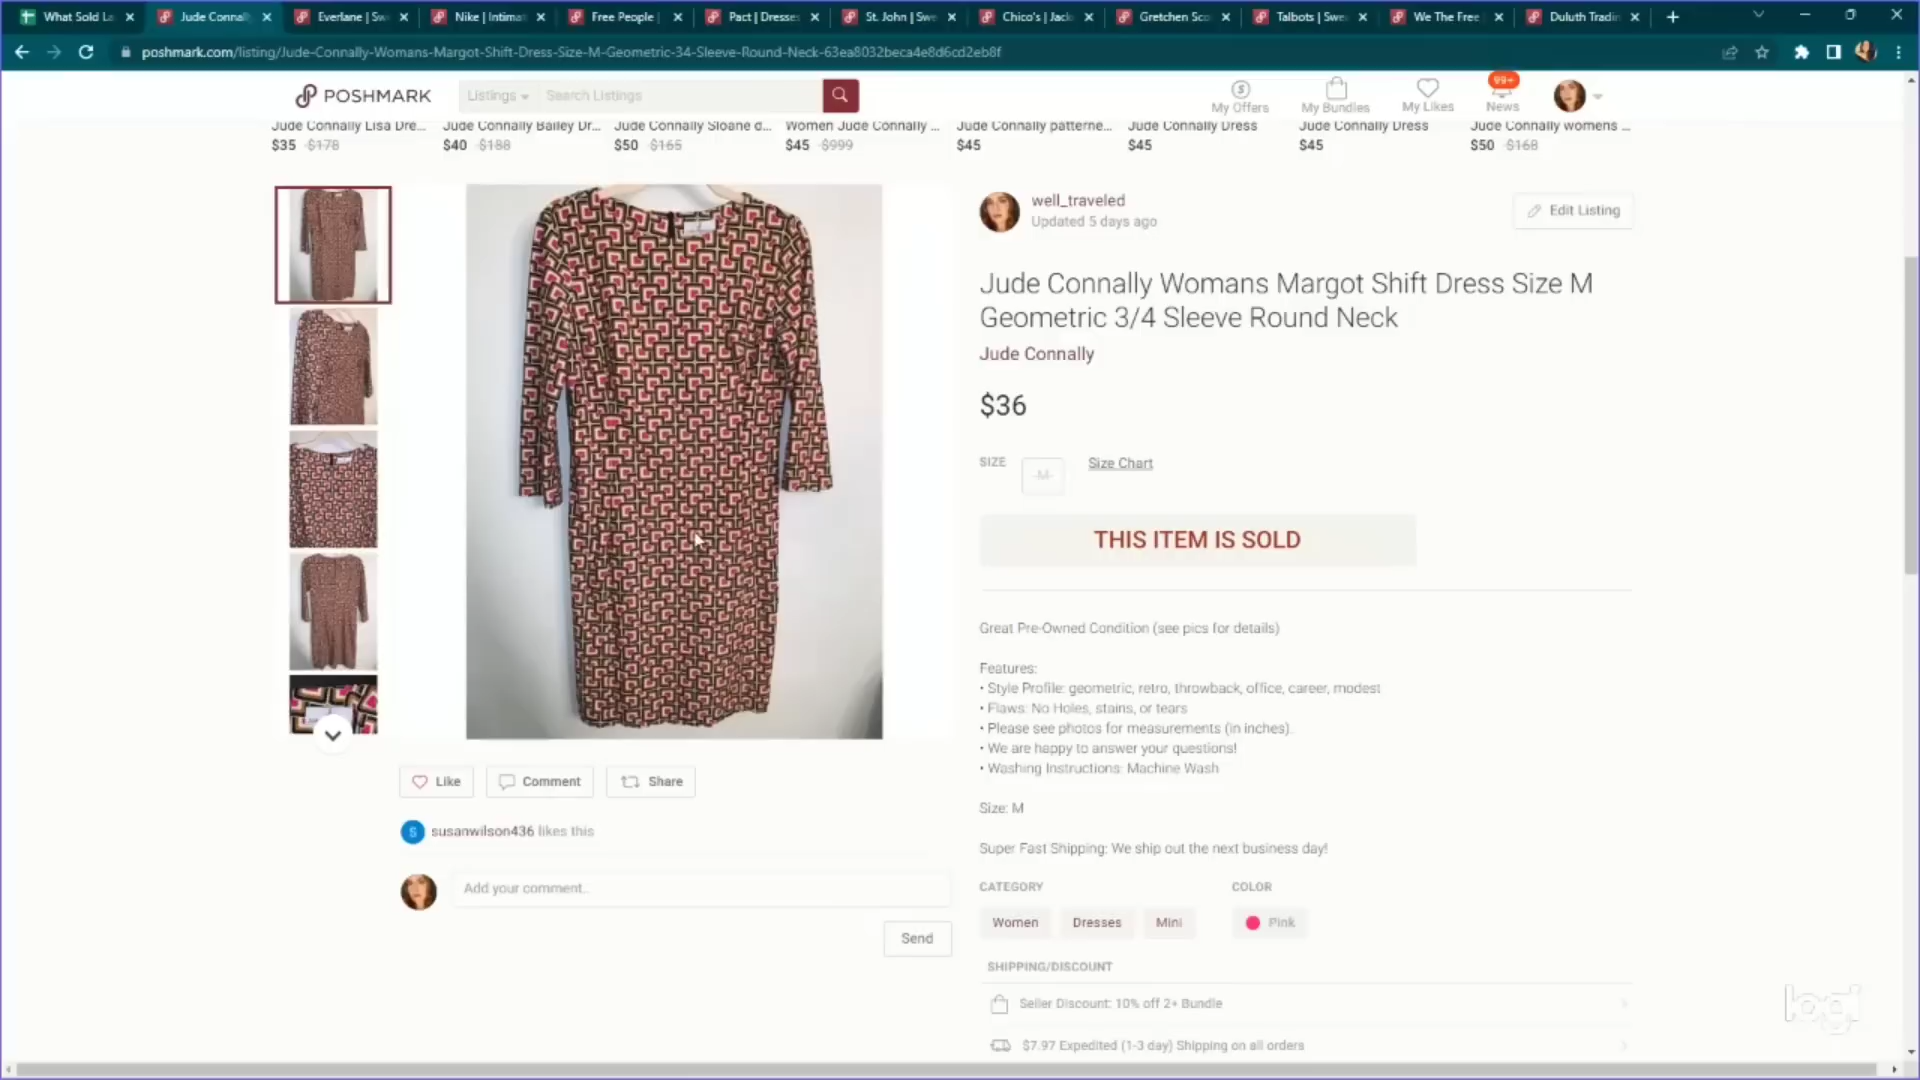 What Sold La
Jude Connal
Everlane | Sw
Nike | Intimat
Free People |
Pact | Dresses
St. John | Swe
Chico's | Jack
Gretchen Sco
Talbots | Swea
We The Free
Duluth Tradin
poshmark.com/listing/Jude-Connally-Womans-Margot-Shift-Dress-Size-M-Geometric-34-Sleeve-Round-Neck-63ea8032beca4e8d6cd2eb8f
POSHMARK
Listings
Search Listings
My Offers
My Bundles
My Likes
99+
News
Jude Connally Lisa Dre...
Jude Connally Bailey Dr...
Jude Connally Sloane d...
Women Jude Connally ...
Jude Connally patterne...
Jude Connally Dress
Jude Connally Dress
Jude Connally womens ...
$35 $178
$40 $188
$50 $165
$45 $999
$45
$45
$45
$50 $168
well_traveled
Updated 5 days ago
Edit Listing
Jude Connally Womans Margot Shift Dress Size M
Geometric 3/4 Sleeve Round Neck
Jude Connally
$36
SIZE
-M-
Size Chart
THIS ITEM IS SOLD
Great Pre-Owned Condition (see pics for details)
Features:
• Style Profile: geometric, retro, throwback, office, career, modest
• Flaws: No Holes, stains, or tears
• Please see photos for measurements (in inches).
• We are happy to answer your questions!
• Washing Instructions: Machine Wash
Size: M
Super Fast Shipping: We ship out the next business day!
CATEGORY
COLOR
Women
Dresses
Mini
Pink
SHIPPING/DISCOUNT
Seller Discount: 10% off 2+ Bundle
$7.97 Expedited (1-3 day) Shipping on all orders
Like
Comment
Share
S
susanwilson436 likes this
Add your comment..
Send
logi